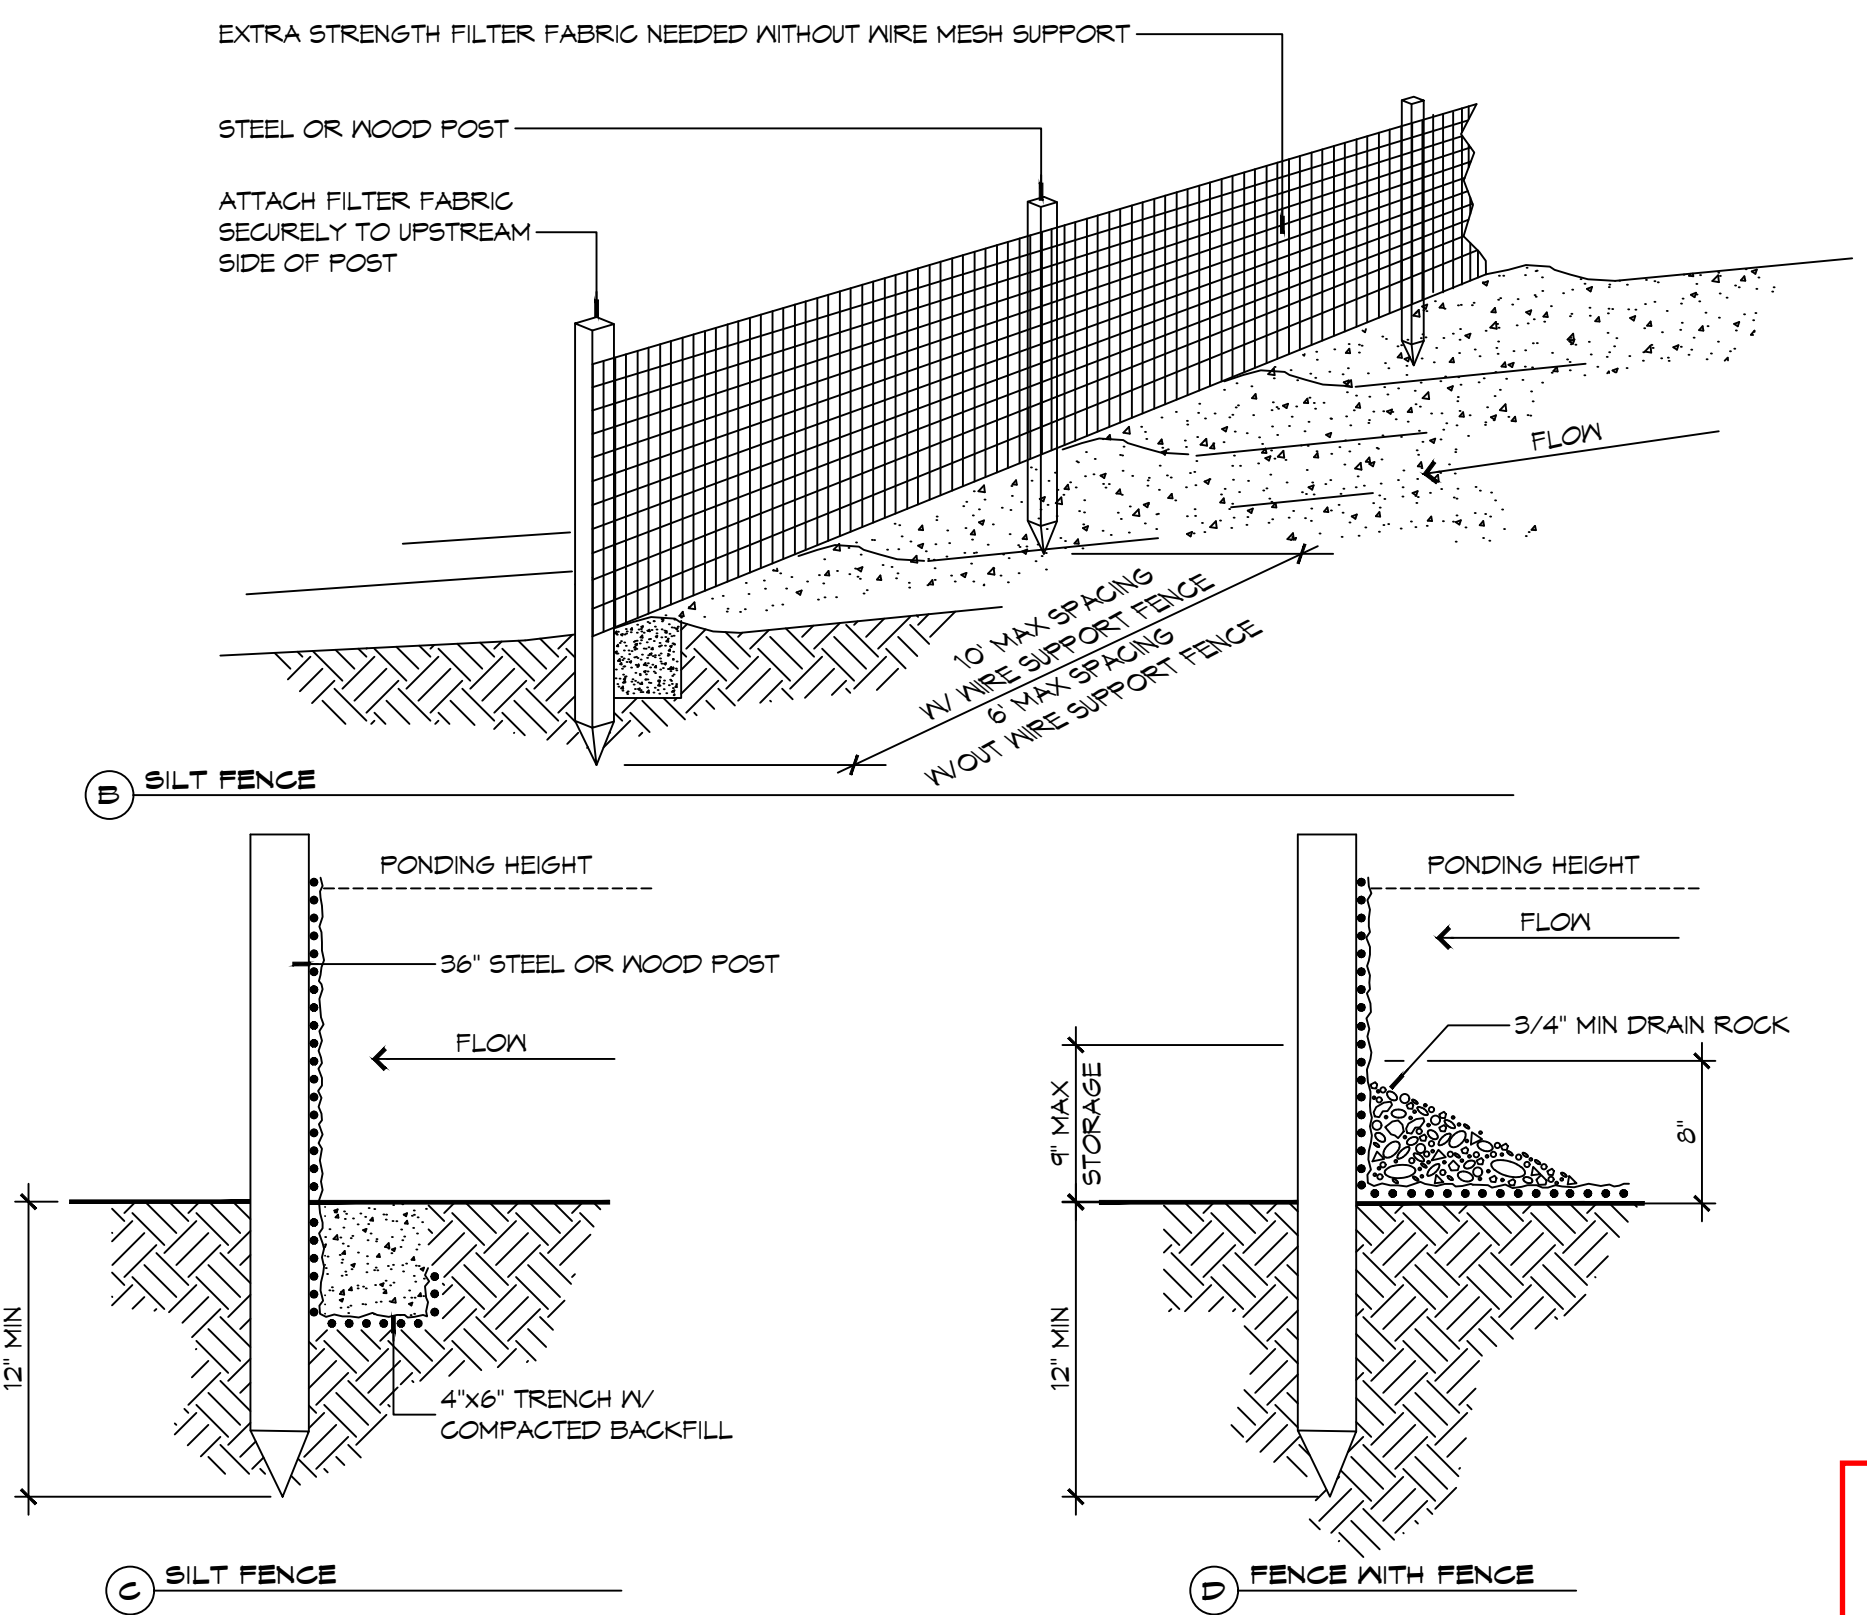 EXTRA STRENGTH FILTER FABRIC NEEDED WITHOUT WIRE MESH SUPPORT
STEEL OR WOOD POST
ATTACH FILTER FABRIC
SECURELY TO UPSTREAM
SIDE OF POST
FLOW
10' MAX SPACING
W/ WIRE SUPPORT FENCE
6' MAX SPACING
W/OUT WIRE SUPPORT FENCE
B SILT FENCE
PONDING HEIGHT
36" STEEL OR WOOD POST
FLOW
12" MIN
4"x6" TRENCH W/
COMPACTED BACKFILL
C SILT FENCE
PONDING HEIGHT
FLOW
3/4" MIN DRAIN ROCK
9" MAX
STORAGE
8"
12" MIN
D FENCE WITH FENCE